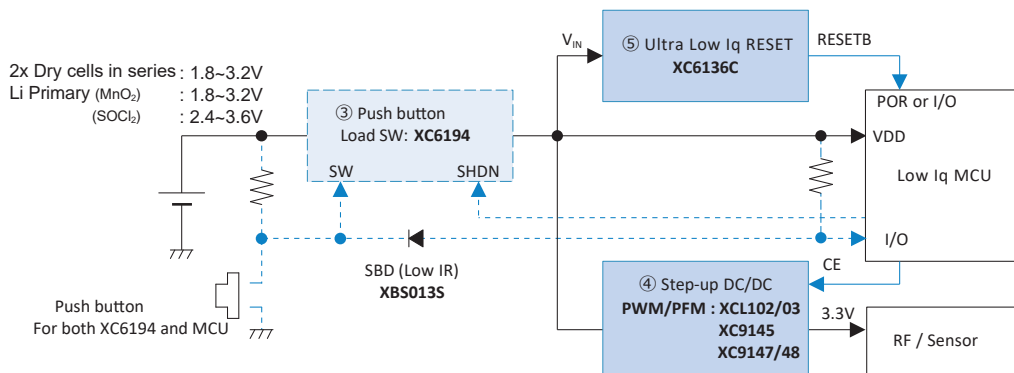 2x Dry cells in series : 1.8~3.2V
Li Primary (MnO₂) : 1.8~3.2V
(SOCl₂) : 2.4~3.6V
③ Push button
Load SW: XC6194
SW
SHDN
V_IN
⑤ Ultra Low Iq RESET
XC6136C
RESETB
POR or I/O
VDD
Low Iq MCU
I/O
CE
SBD (Low IR)
XBS013S
Push button
For both XC6194 and MCU
④ Step-up DC/DC
PWM/PFM : XCL102/03
XC9145
XC9147/48
3.3V
RF / Sensor